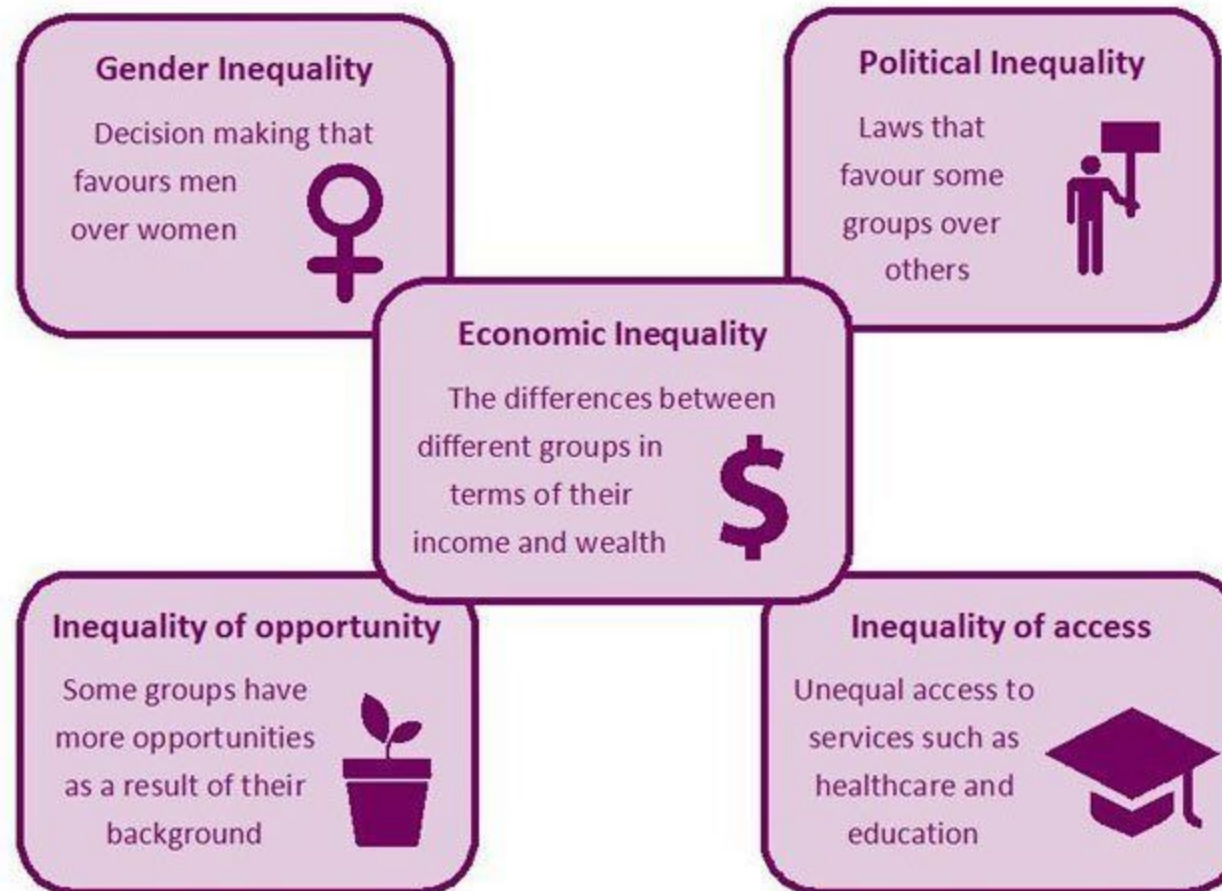 Gender Inequality
Decision making that
favours men
over women
Political Inequality
Laws that
favour some
groups over
others
Economic Inequality
The differences between
different groups in
terms of their
income and wealth
$
Inequality of opportunity
Some groups have
more opportunities
as a result of their
background
Inequality of access
Unequal access to
services such as
healthcare and
education